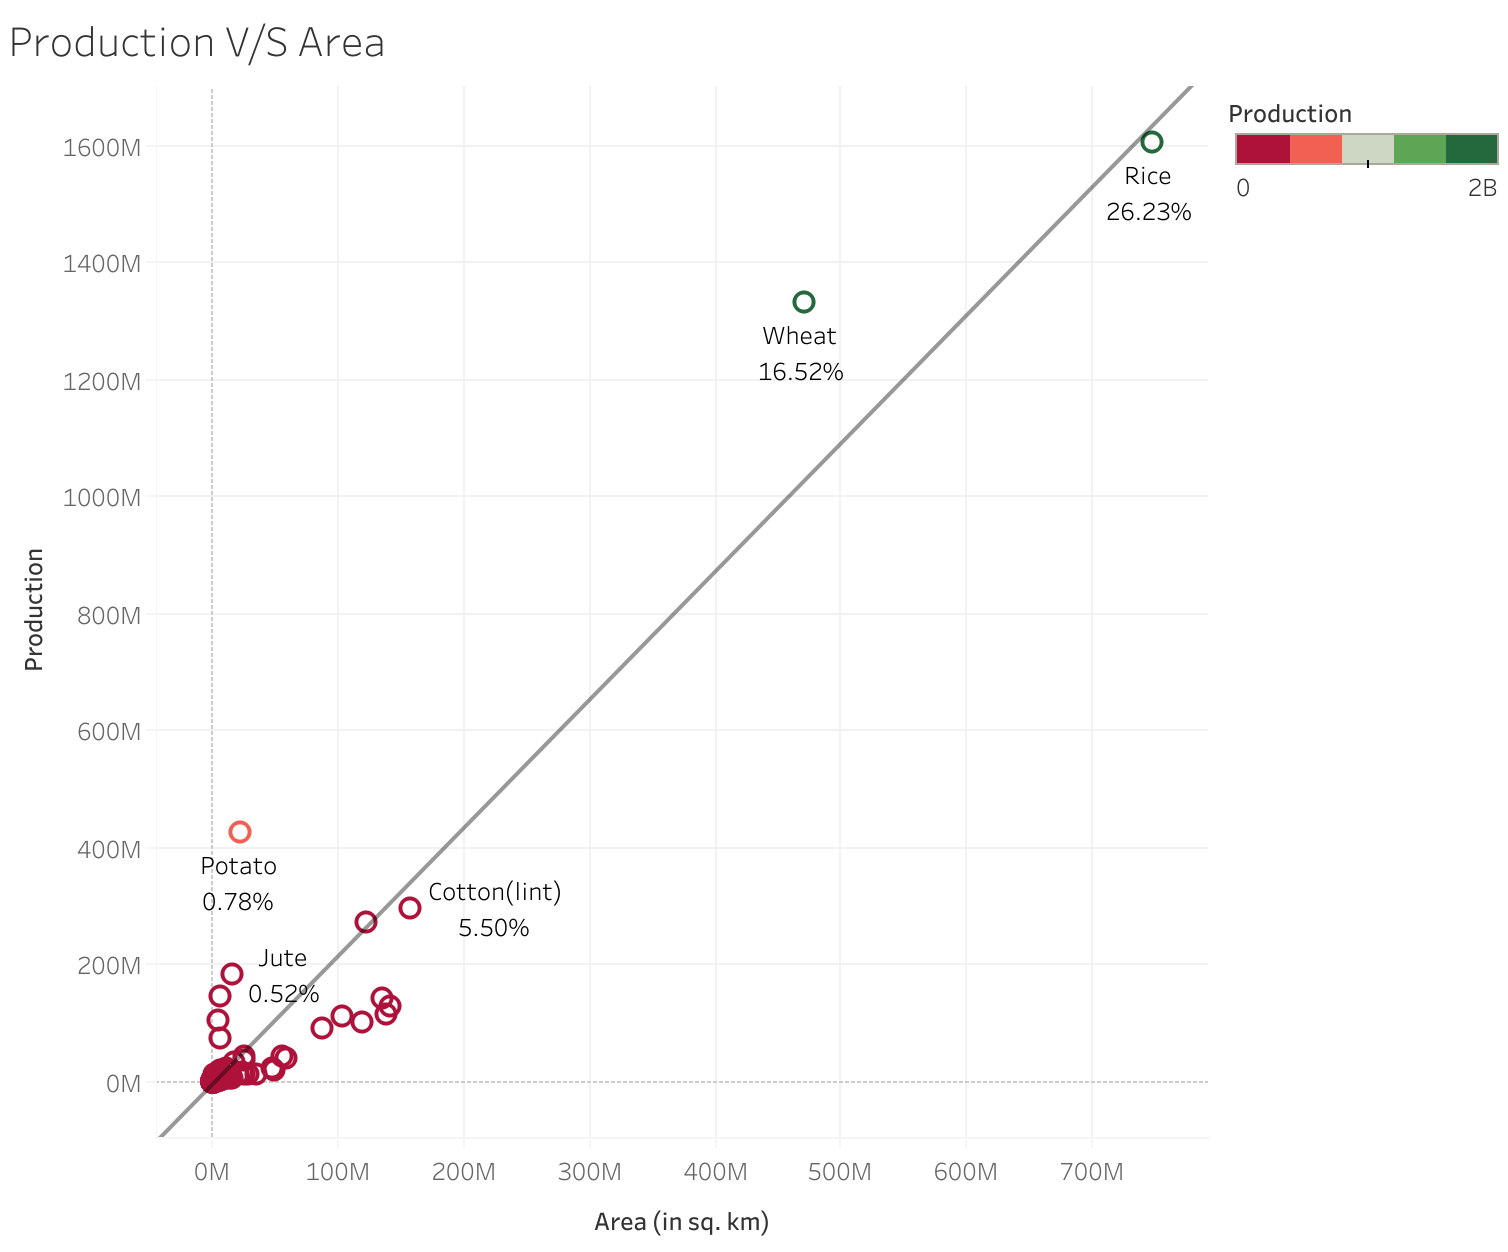 Production V/S Area
Production
0
2B
1600M
1400M
1200M
1000M
800M
600M
400M
200M
0M
Production
Rice
26.23%
Wheat
16.52%
Potato
0.78%
Cotton(lint)
5.50%
Jute
0.52%
0M
100M
200M
300M
400M
500M
600M
700M
Area (in sq. km)